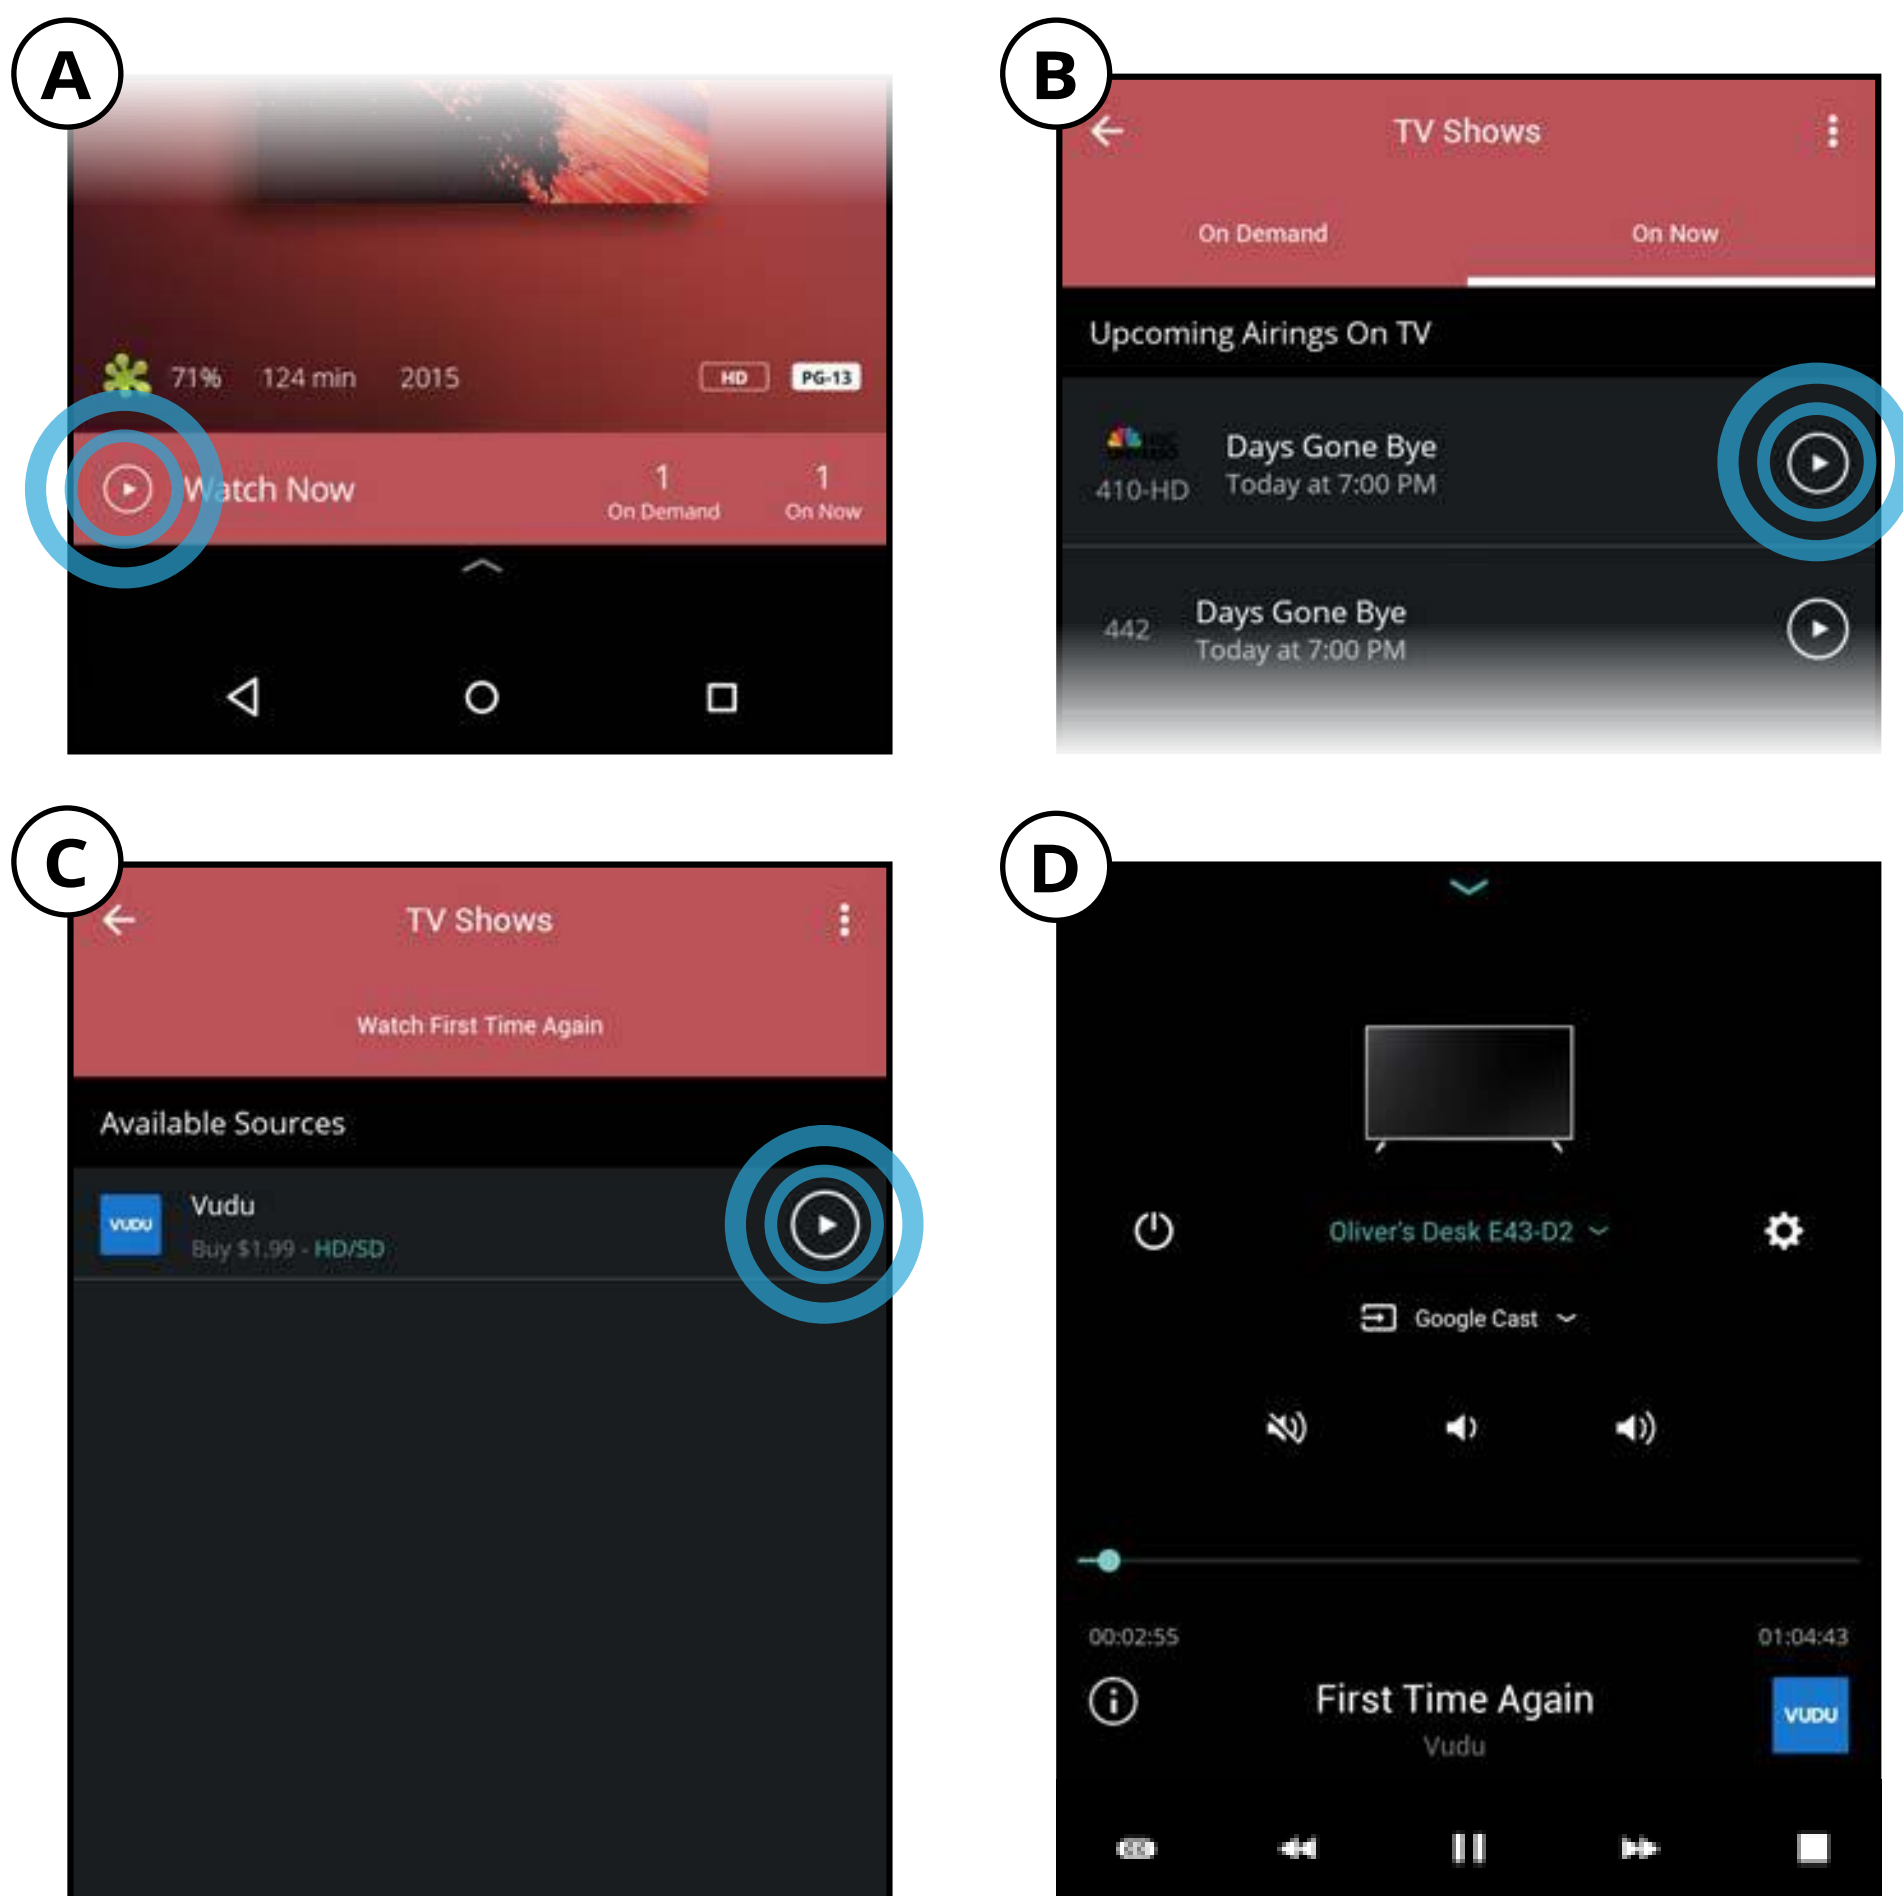 A
71% 124 min 2015 HD PG-13
Watch Now
1
On Demand
1
On Now
B
TV Shows
On Demand On Now
Upcoming Airings On TV
410-HD
Days Gone Bye
Today at 7:00 PM
442
Days Gone Bye
Today at 7:00 PM
C
TV Shows
Watch First Time Again
Available Sources
VUDU
Vudu
Buy $1.99 - HD/SD
D
Oliver's Desk E43-D2
Google Cast
00:02:55 01:04:43
First Time Again
Vudu
VUDU